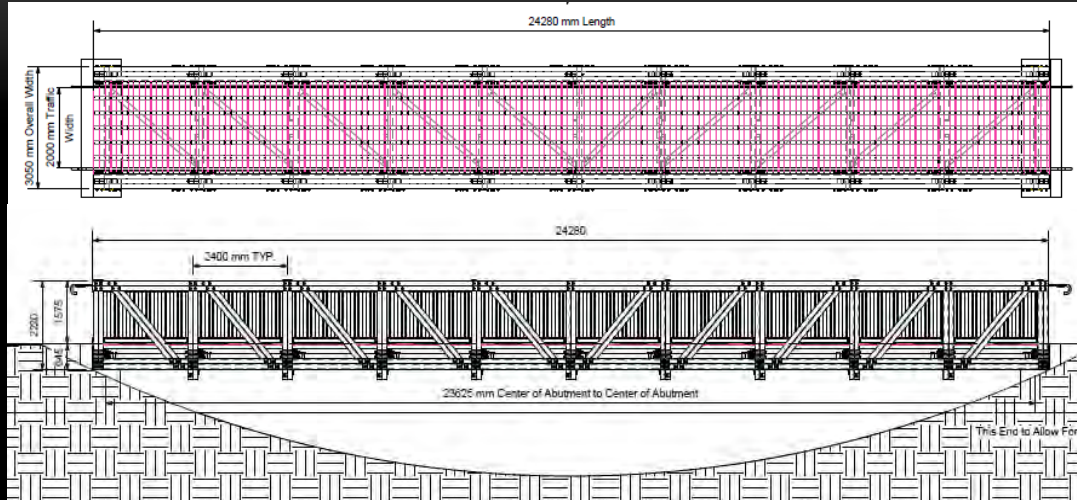 24280 mm Length
3050 mm Overall Width
2000 mm Traffic
Width
24280
2400 mm TYP.
2220
1575
645
23625 mm Center of Abutment to Center of Abutment
This End to Allow For